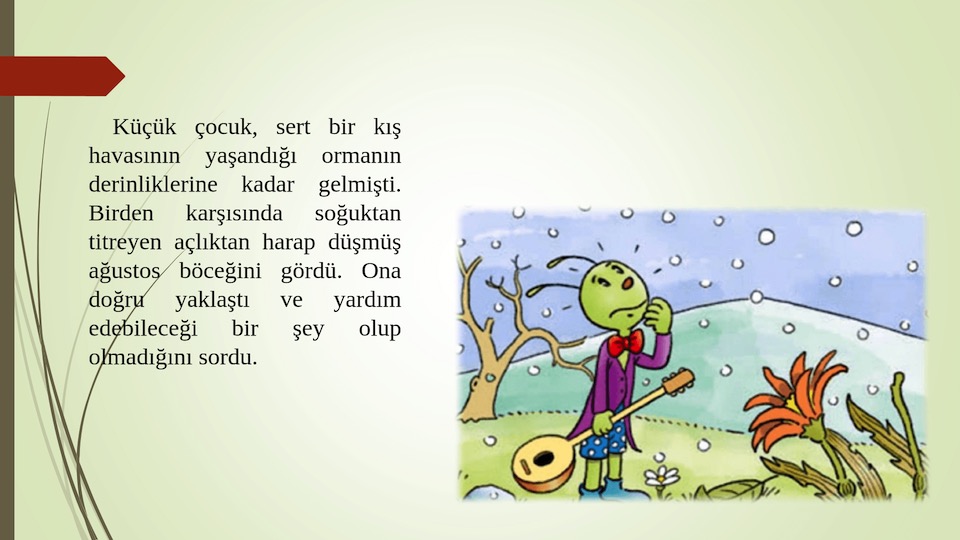 Küçük çocuk, sert bir kış
havasının yaşandığı ormanın
derinliklerine kadar gelmişti.
Birden karşısında soğuktan
titreyen açlıktan harap düşmüş
ağustos böceğini gördü. Ona
doğru yaklaştı ve yardım
edebileceği bir şey olup
olmadığını sordu.